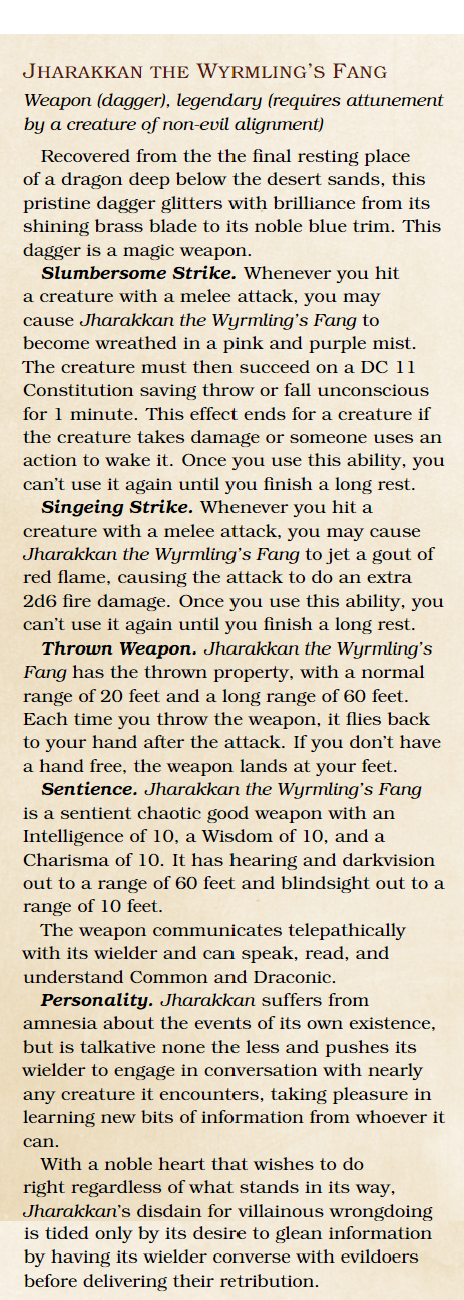 Jharakkan the Wyrmling's Fang
Weapon (dagger), legendary (requires attunement
by a creature of non-evil alignment)
Recovered from the the final resting place
of a dragon deep below the desert sands, this
pristine dagger glitters with brilliance from its
shining brass blade to its noble blue trim. This
dagger is a magic weapon.
Slumbersome Strike. Whenever you hit
a creature with a melee attack, you may
cause Jharakkan the Wyrmling's Fang to
become wreathed in a pink and purple mist.
The creature must then succeed on a DC 11
Constitution saving throw or fall unconscious
for 1 minute. This effect ends for a creature if
the creature takes damage or someone uses an
action to wake it. Once you use this ability, you
can't use it again until you finish a long rest.
Singeing Strike. Whenever you hit a
creature with a melee attack, you may cause
Jharakkan the Wyrmling's Fang to jet a gout of
red flame, causing the attack to do an extra
2d6 fire damage. Once you use this ability, you
can't use it again until you finish a long rest.
Thrown Weapon. Jharakkan the Wyrmling's
Fang has the thrown property, with a normal
range of 20 feet and a long range of 60 feet.
Each time you throw the weapon, it flies back
to your hand after the attack. If you don't have
a hand free, the weapon lands at your feet.
Sentience. Jharakkan the Wyrmling's Fang
is a sentient chaotic good weapon with an
Intelligence of 10, a Wisdom of 10, and a
Charisma of 10. It has hearing and darkvision
out to a range of 60 feet and blindsight out to a
range of 10 feet.
The weapon communicates telepathically
with its wielder and can speak, read, and
understand Common and Draconic.
Personality. Jharakkan suffers from
amnesia about the events of its own existence,
but is talkative none the less and pushes its
wielder to engage in conversation with nearly
any creature it encounters, taking pleasure in
learning new bits of information from whoever it
can.
With a noble heart that wishes to do
right regardless of what stands in its way,
Jharakkan's disdain for villainous wrongdoing
is tided only by its desire to glean information
by having its wielder converse with evildoers
before delivering their retribution.